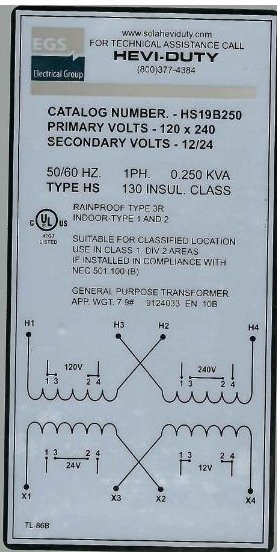 EGS
Electrical Group
www.solaheviduty.com
FOR TECHNICAL ASSISTANCE CALL
HEVI-DUTY
(800)377-4384
CATALOG NUMBER. - HS19B250
PRIMARY VOLTS - 120 x 240
SECONDARY VOLTS - 12/24
50/60 HZ. 1PH. 0.250 KVA
TYPE HS 130 INSUL. CLASS
C UL US
42G7
LISTED
RAINPROOF TYPE 3R
INDOOR-TYPE 1 AND 2
SUITABLE FOR CLASSIFIED LOCATION
USE IN CLASS 1, DIV 2 AREAS
IF INSTALLED IN COMPLIANCE WITH
NEC 501.100 (B)
GENERAL PURPOSE TRANSFORMER
APP. WGT. 7.9# 9124033 EN 10B
H1 H3 H2 H4
120V 240V
1 3 2 4 1 3 2 4
1 3 2 4 1 3 2 4
24V 12V
X1 X3 X2 X4
7L-86B